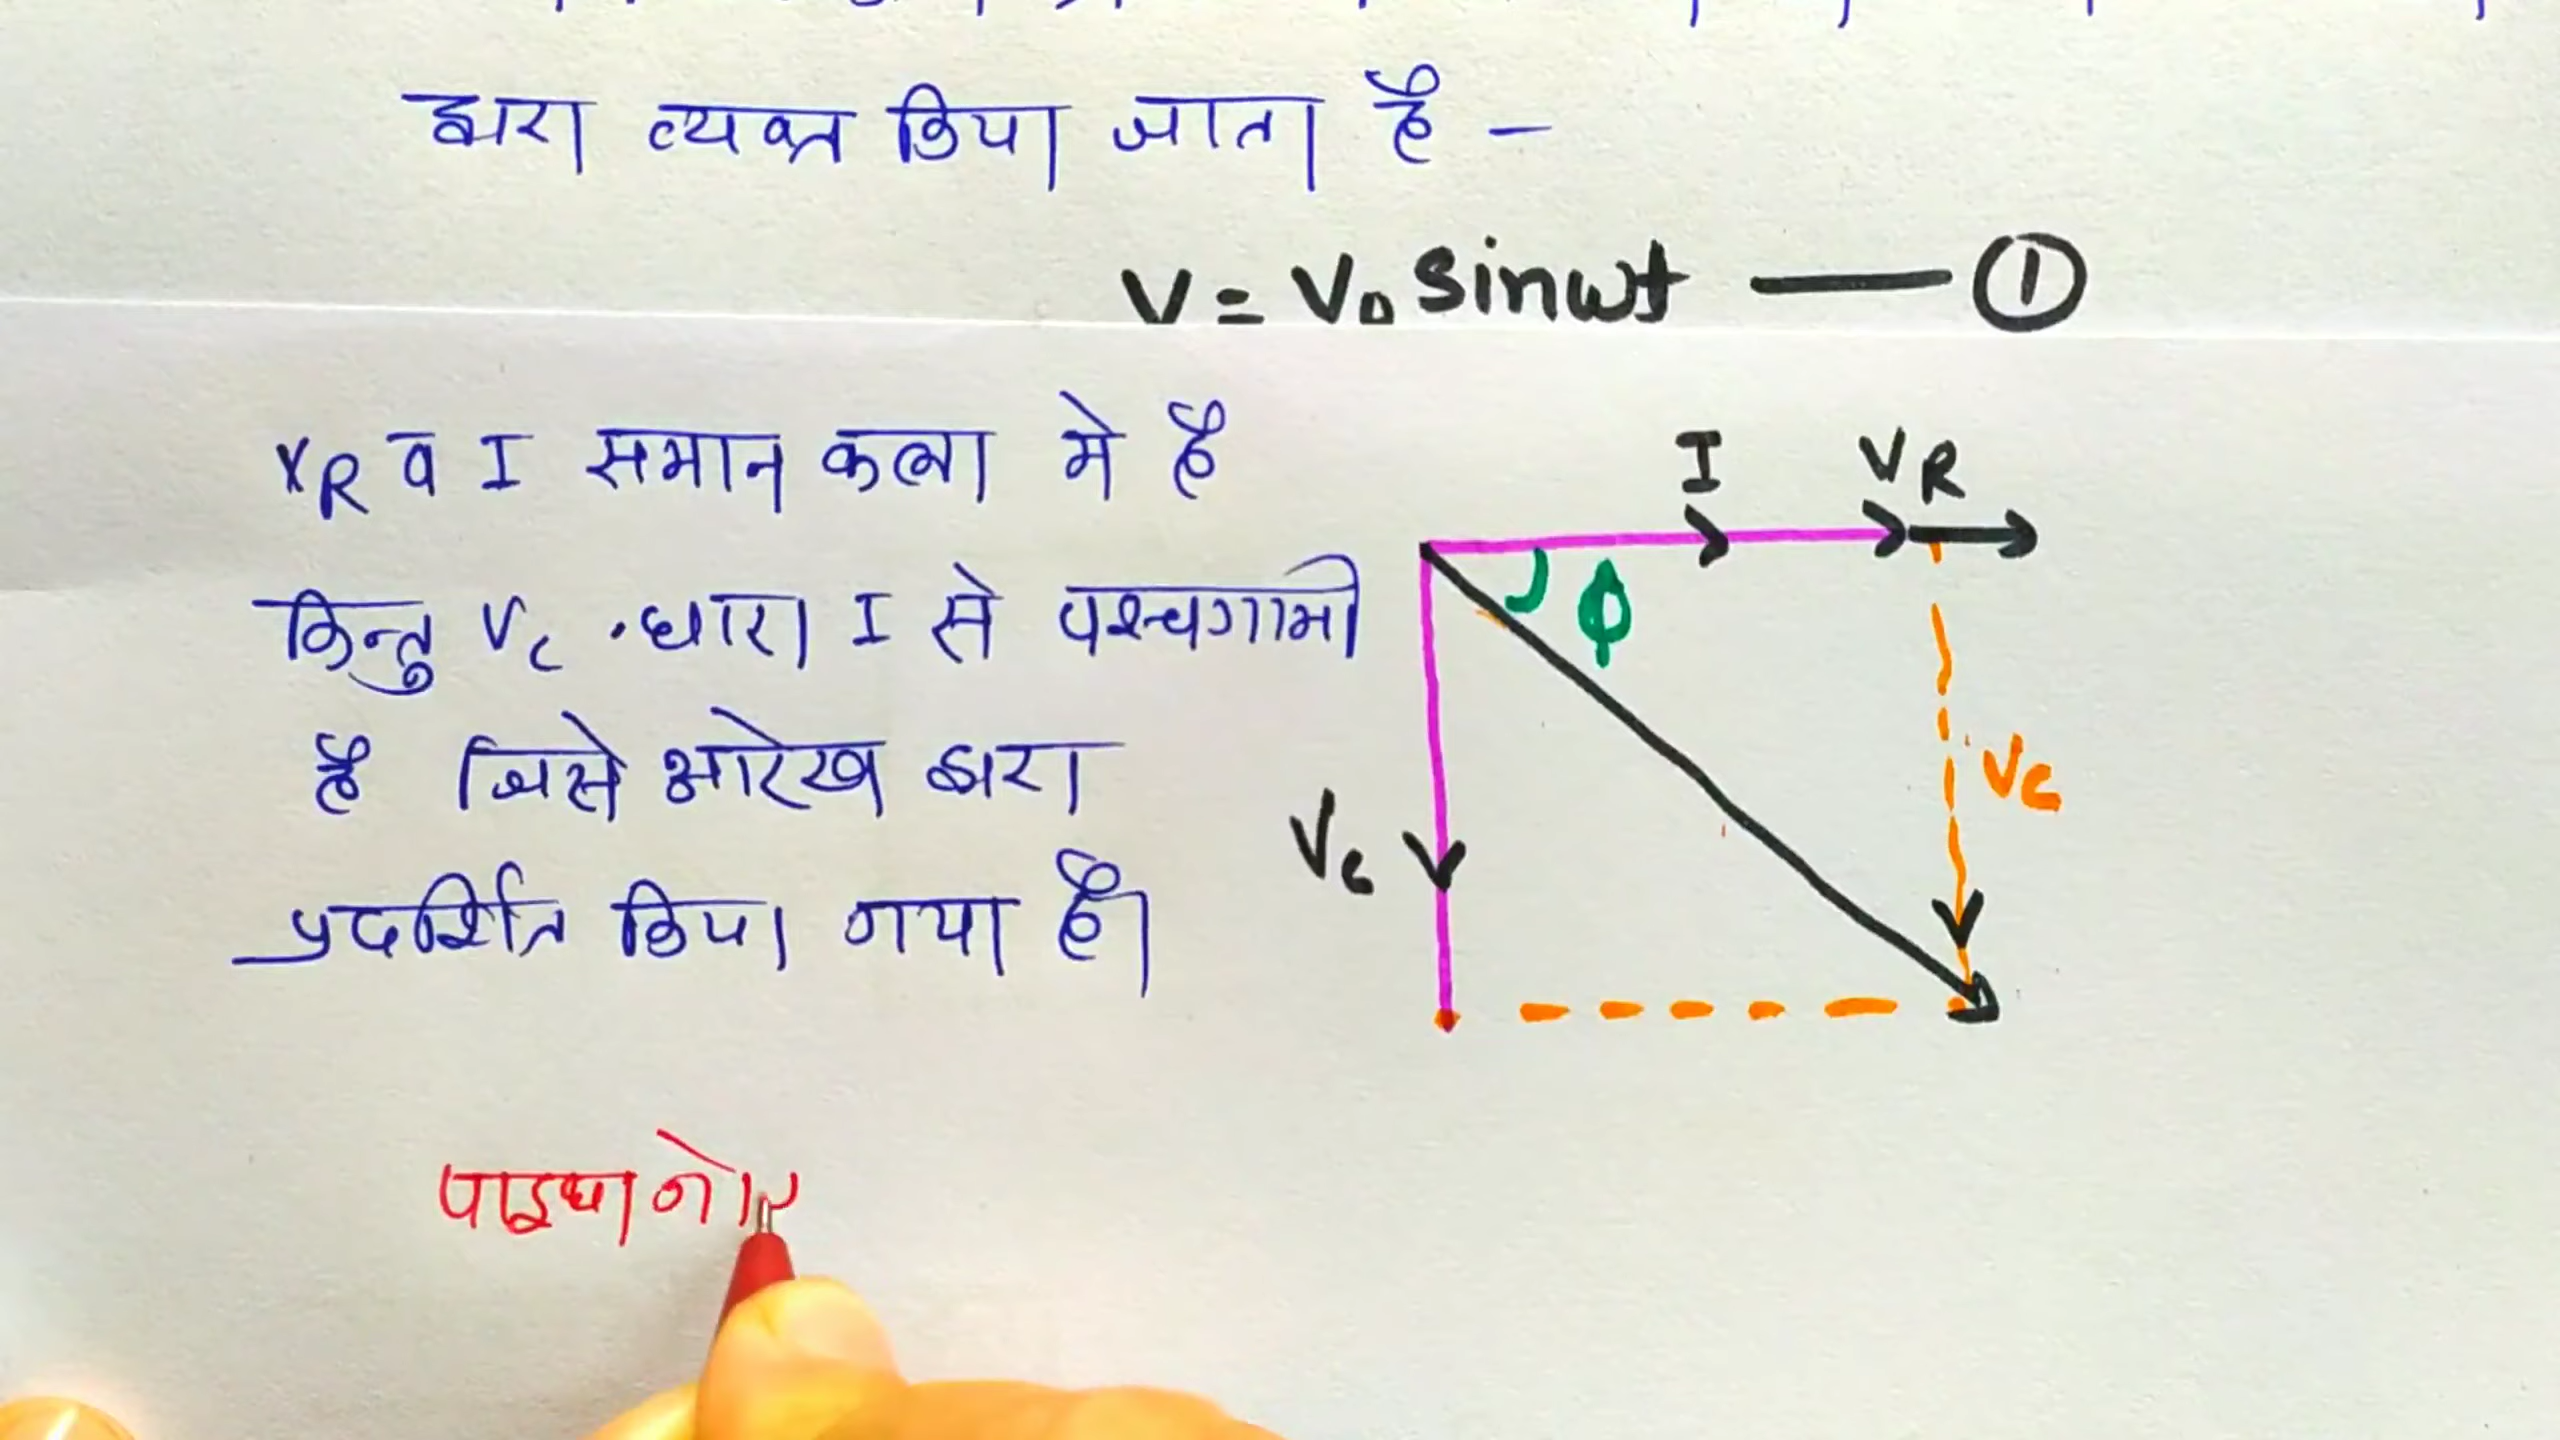 द्वारा व्यक्त किया जाता है –
V = V₀ sinωt — ①
V_R व I समान कला मे है
किन्तु V_C धारा I से पश्चगामी
है जिसे आरेख द्वारा
प्रदर्शित किया गया है।
I V_R
ϕ
V_C
V_C
पाइथागो